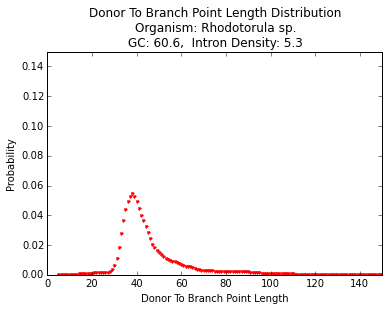 Donor To Branch Point Length Distribution
Organism: Rhodotorula sp.
GC: 60.6,  Intron Density: 5.3
0.14
0.12
0.10
0.08
0.06
0.04
0.02
0.00
Probability
0 20 40 60 80 100 120 140
Donor To Branch Point Length